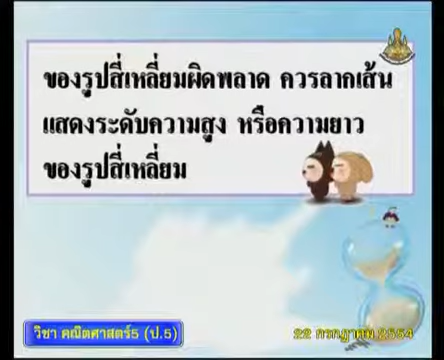 ของรูปสี่เหลี่ยมผิดพลาด ควรลากเส้น
แสดงระดับความสูง หรือความยาว
ของรูปสี่เหลี่ยม
วิชา คณิตศาสตร์5 (ป.5)
22 กรกฎาคม 2554